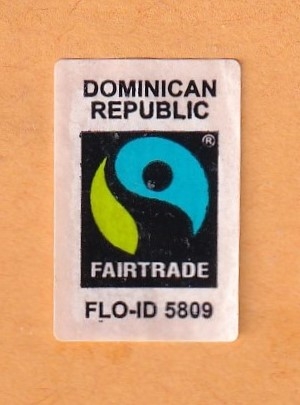 DOMINICAN
REPUBLIC
®
FAIRTRADE
FLO-ID 5809